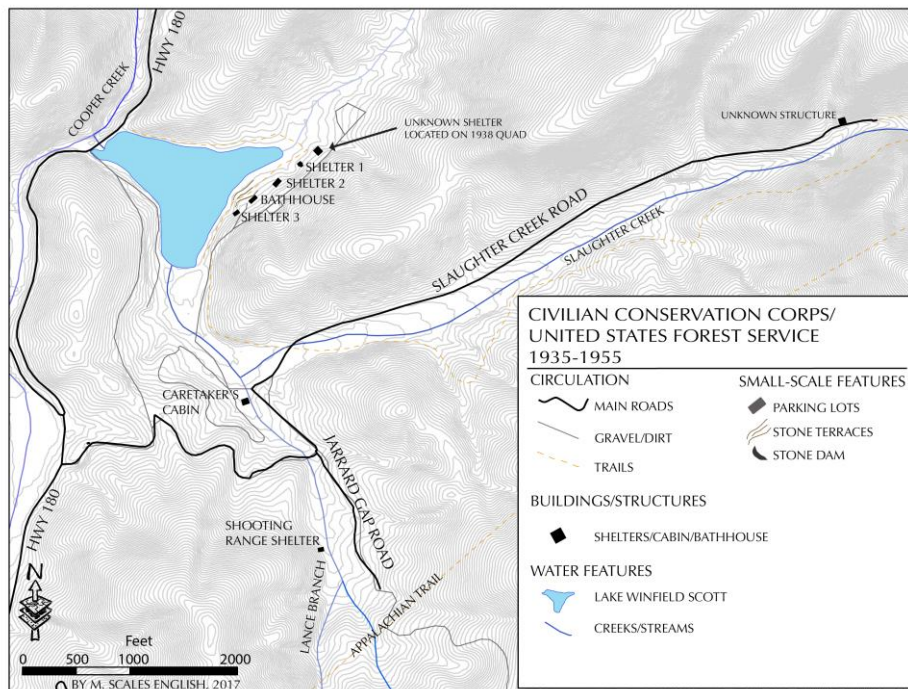 HWY 180
COOPER CREEK
UNKNOWN SHELTER
LOCATED ON 1938 QUAD
UNKNOWN STRUCTURE
SHELTER 1
SHELTER 2
BATHHOUSE
SHELTER 3
SLAUGHTER CREEK ROAD
SLAUGHTER CREEK
CARETAKER'S
CABIN
JARRARD GAP ROAD
HWY 180
SHOOTING
RANGE SHELTER
LANCE BRANCH
APPALACHIAN TRAIL
N
Feet
0 500 1000 2000
BY M. SCALES ENGLISH, 2017
CIVILIAN CONSERVATION CORPS/
UNITED STATES FOREST SERVICE
1935-1955
CIRCULATION
MAIN ROADS
GRAVEL/DIRT
TRAILS
SMALL-SCALE FEATURES
PARKING LOTS
STONE TERRACES
STONE DAM
BUILDINGS/STRUCTURES
SHELTERS/CABIN/BATHHOUSE
WATER FEATURES
LAKE WINFIELD SCOTT
CREEKS/STREAMS